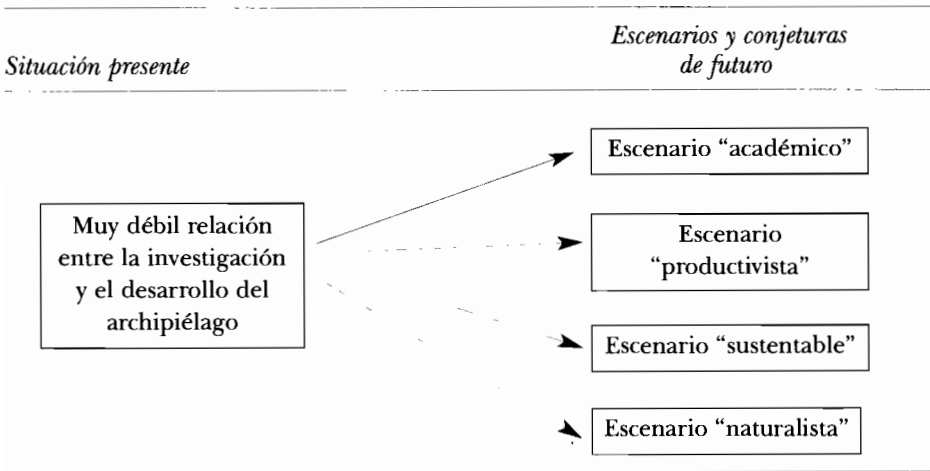 Situación presente
Escenarios y conjeturas
de futuro
Muy débil relación
entre la investigación
y el desarrollo del
archipiélago
Escenario “académico”
Escenario
“productivista”
Escenario “sustentable”
Escenario “naturalista”